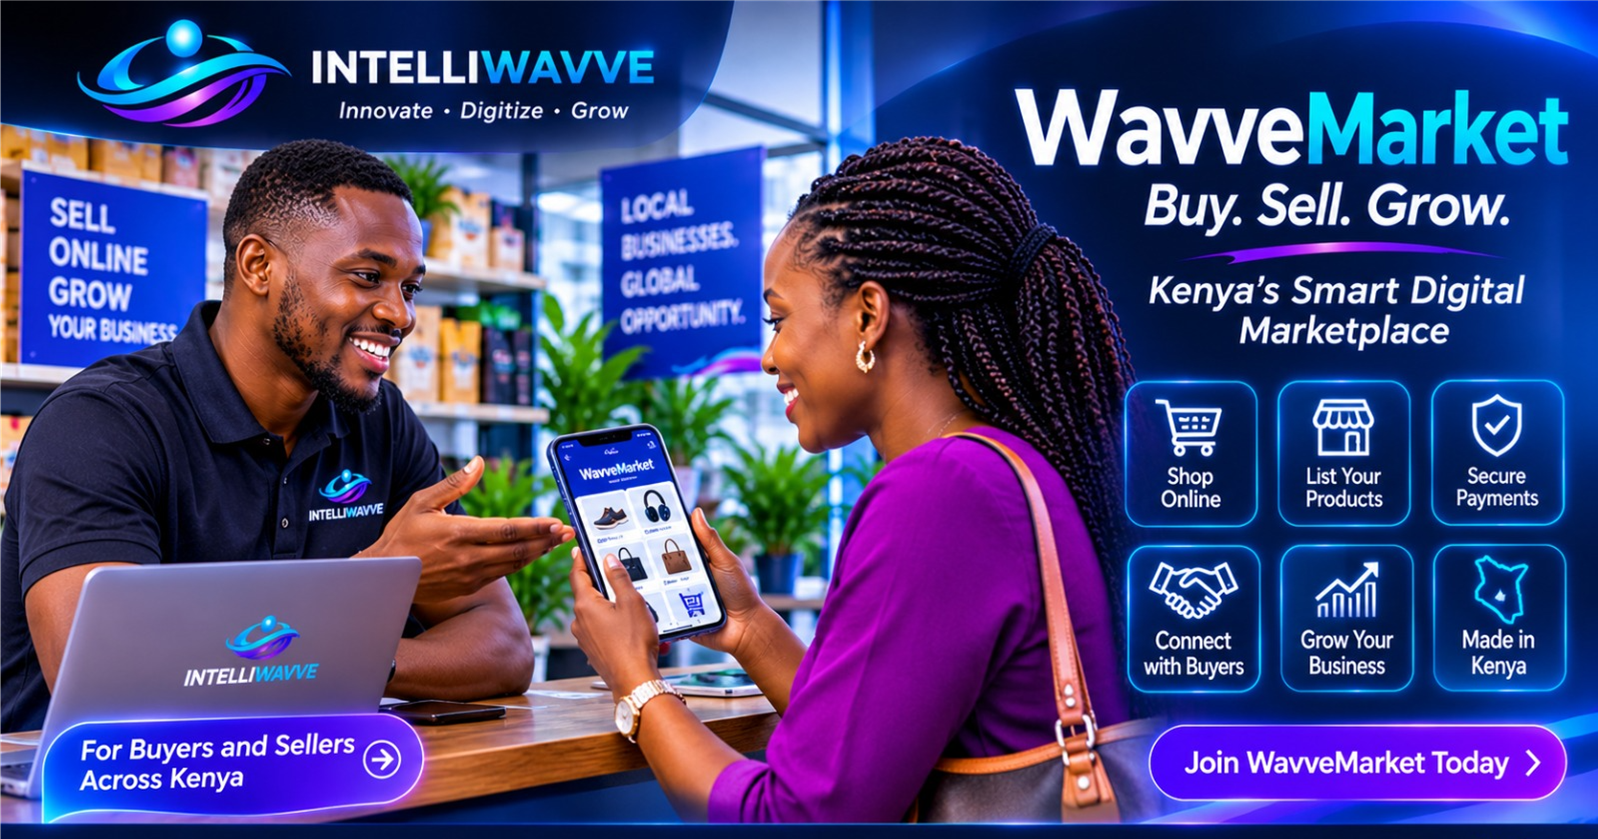 INTELLIWAVVE
Innovate • Digitize • Grow
SELL
ONLINE
GROW
YOUR BUSINESS
LOCAL
BUSINESSES.
GLOBAL
OPPORTUNITY.
WavveMarket
Buy. Sell. Grow.
Kenya's Smart Digital
Marketplace
Shop
Online
List Your
Products
Secure
Payments
Connect
with Buyers
Grow Your
Business
Made in
Kenya
Join WavveMarket Today
INTELLIWAVVE
WavveMarket
INTELLIWAVVE
For Buyers and Sellers
Across Kenya